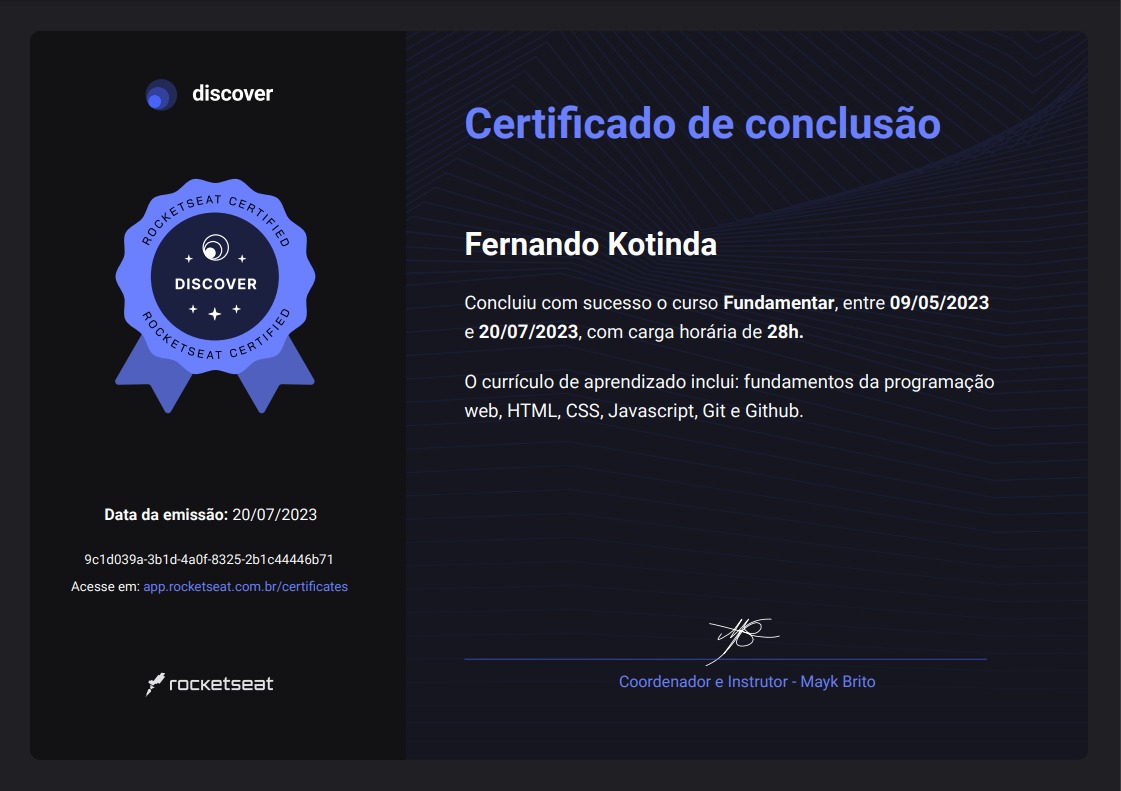 discover
ROCKETSEAT CERTIFIED
DISCOVER
ROCKETSEAT CERTIFIED
Data da emissão: 20/07/2023
9c1d039a-3b1d-4a0f-8325-2b1c44446b71
Acesse em: app.rocketseat.com.br/certificates
rocketseat
Certificado de conclusão
Fernando Kotinda
Concluiu com sucesso o curso Fundamentar, entre 09/05/2023
e 20/07/2023, com carga horária de 28h.
O currículo de aprendizado inclui: fundamentos da programação
web, HTML, CSS, Javascript, Git e Github.
Coordenador e Instrutor - Mayk Brito